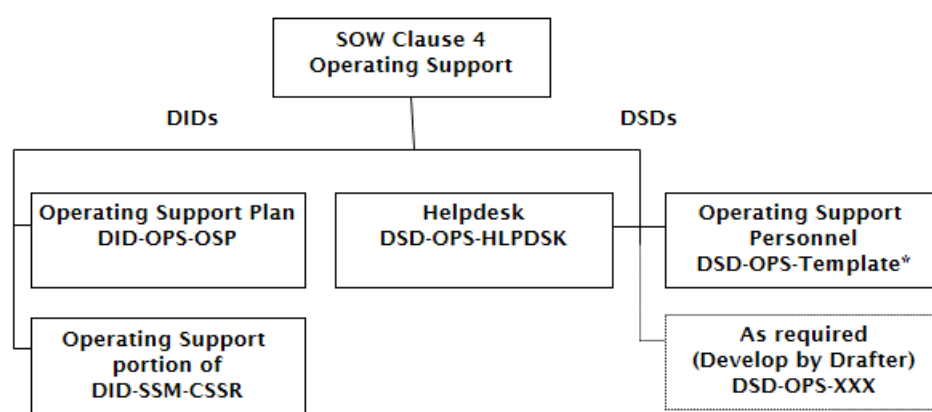 SOW Clause 4
Operating Support
DIDs
DSDs
Operating Support Plan
DID-OPS-OSP
Helpdesk
DSD-OPS-HLPDSK
Operating Support
Personnel
DSD-OPS-Template*
Operating Support
portion of
DID-SSM-CSSR
As required
(Develop by Drafter)
DSD-OPS-XXX